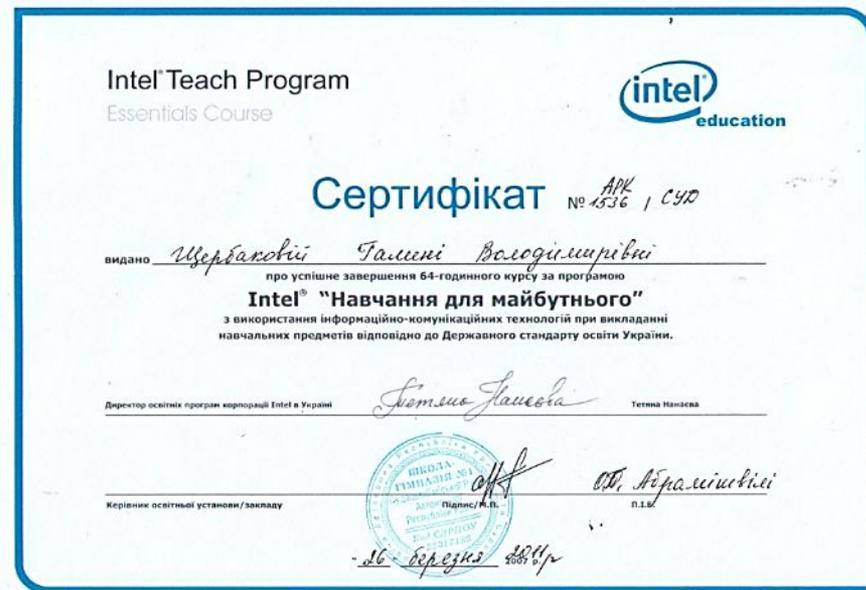 Intel® Teach Program
Essentials Course
intel®
education
Сертифікат № АРК 1536 / СУД
видано Щербаковій Галині Володимирівні
про успішне завершення 64-годинного курсу за програмою
Intel® “Навчання для майбутнього”
з використання інформаційно-комунікаційних технологій при викладанні
навчальних предметів відповідно до Державного стандарту освіти України.
Директор освітніх програм корпорації Intel в Україні Тетяна Нанаєва Тетяна Нанаєва
ШКОЛА-
ГІМНАЗІЯ №1
О.О. Абрамішвілі
Керівник освітньої установи/закладу Підпис/М.П. П.І.Б.
26 березня 2011 р